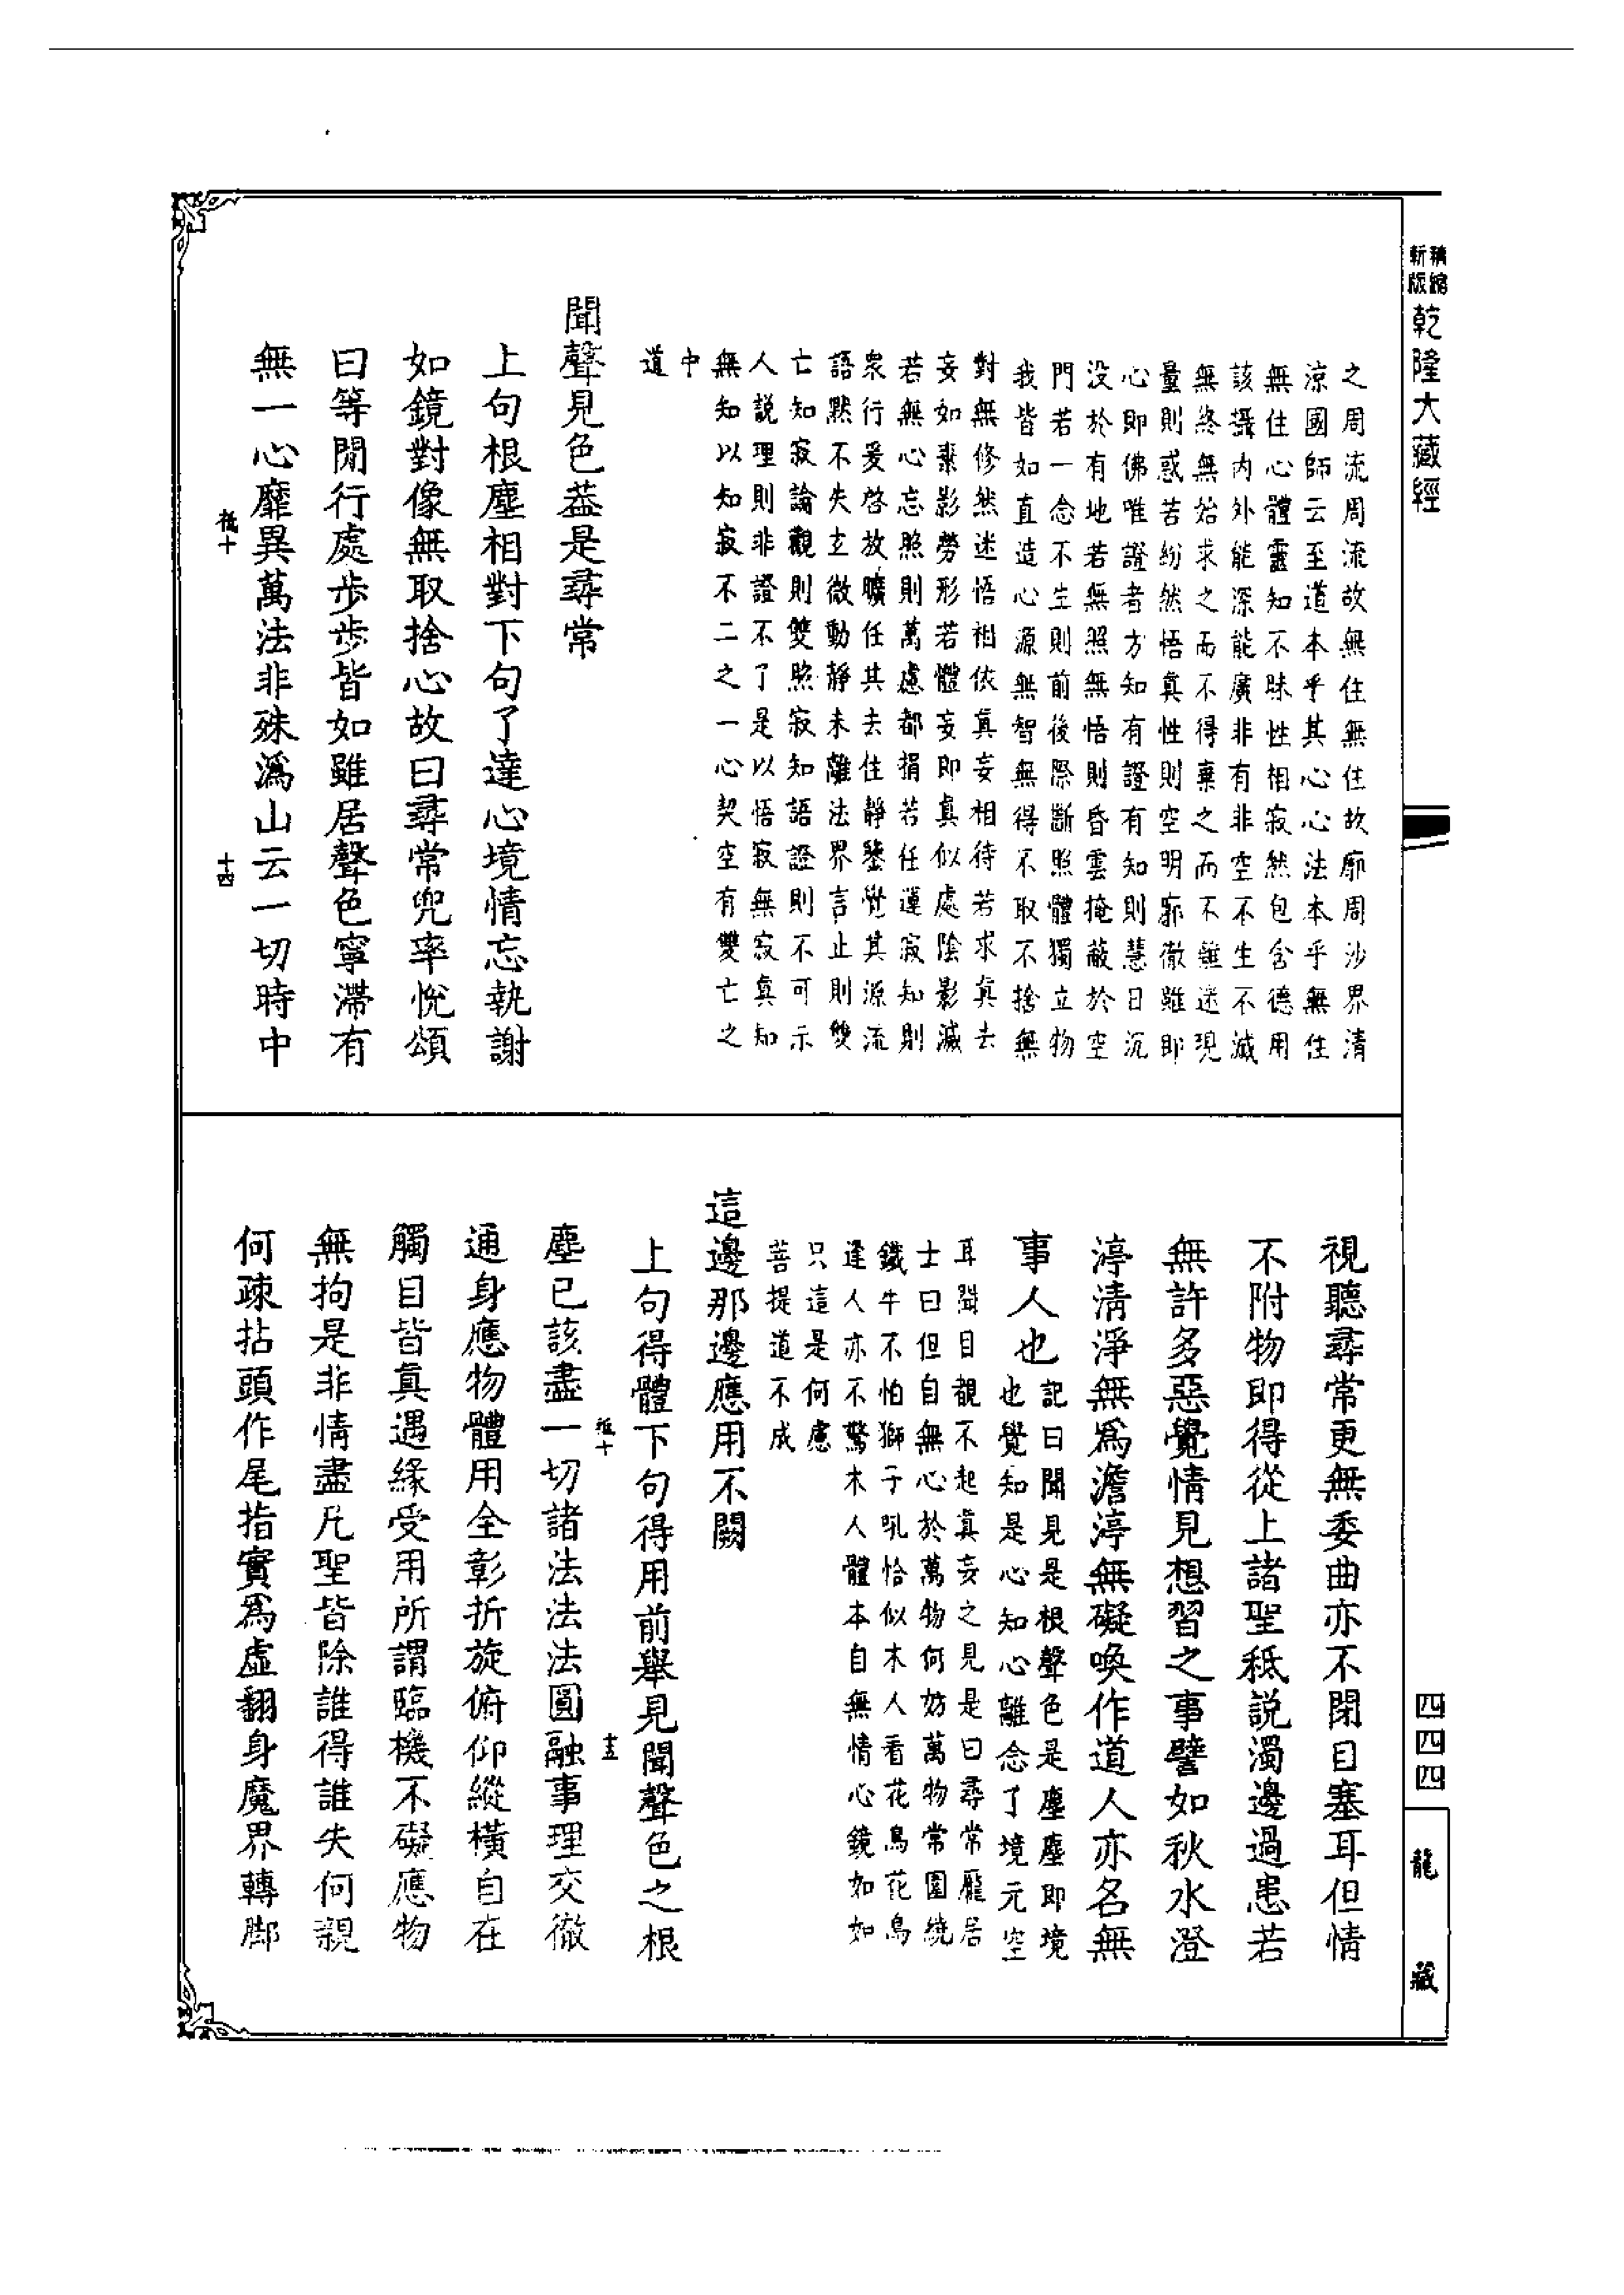 精縮
新版
乾隆大藏經
四四四
龍藏
之周流周流故無住無住故廓周沙界清
涼國師云至道本乎其心心法本乎無住
無住心體靈知不昧性相寂然包含德用
該攝內外能深能廣非有非空不生不滅
無終無始求之而不得棄之而不離迷現
量則惑苦紛然悟真性則空明廓徹雖即
心即佛唯證者方知有證有知則慧日沉
沒於有地若無照無悟則昏雲掩蔽於空
門若一念不生則前後際斷照體獨立物
我皆如直造心源無智無得不取不捨無
對無修然迷悟相依真妄相待若求真去
妄如棄影勞形若體妄即真似處陰影滅
若無心忘照則萬慮都捐若任運寂知則
衆行爰啓放曠任其去住靜鑒覺其源流
語黙不失玄微動靜未離法界言止則雙
亡知寂論觀則雙照寂知語證則不可示
人說理則非證不了是以悟寂無寂真知
無知以知寂不二之一心契空有雙亡之
中
道
聞聲見色葢是尋常
上句根塵相對下句了達心境情忘執謝
如鏡對像無取捨心故曰尋常兜率悅頌
曰等閒行處步步皆如雖居聲色寧滯有
無一心靡異萬法非殊溈山云一切時中
祗十
十四
視聽尋常更無委曲亦不閉目塞耳但情
不附物即得從上諸聖秪說濁邊過患若
無許多惡覺情見想習之事譬如秋水澄
渟清淨無爲澹渟無礙喚作道人亦名無
事人也
記曰聞見是根聲色是塵塵即境
也覺知是心知心離念了境元空
耳聞目覩不起真妄之見是曰尋常龐居
士曰但自無心於萬物何妨萬物常圍繞
鐵牛不怕獅子吼恰似木人看花鳥花鳥
逢人亦不驚木人體本自無情心鏡如如
只這是何慮
菩提道不成
這邊那邊應用不闕
上句得體下句得用前舉見聞聲色之根
塵已該盡一切諸法法法圓融事理交徹
祗十
十五
通身應物體用全彰折旋俯仰縱橫自在
觸目皆真遇緣受用所謂臨機不礙應物
無拘是非情盡凡聖皆除誰得誰失何親
何疎拈頭作尾指實爲虛翻身魔界轉脚